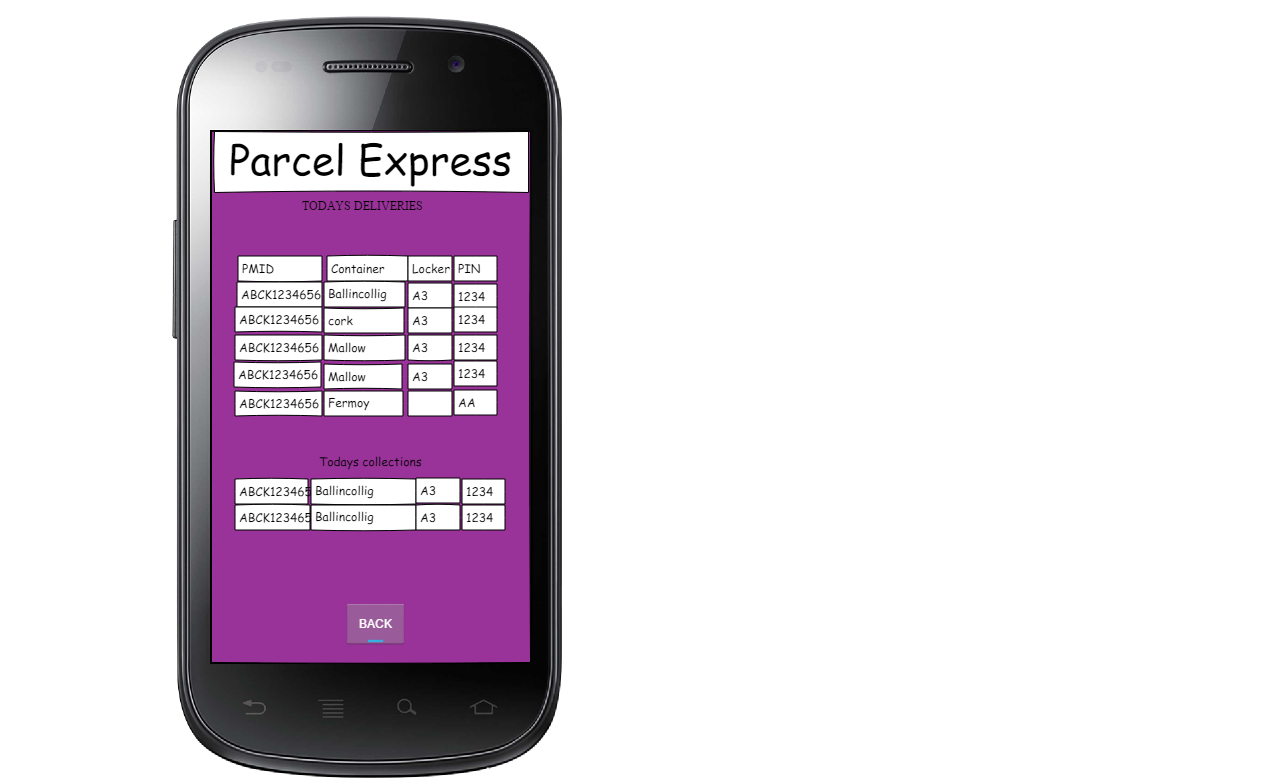 Parcel Express
TODAYS DELIVERIES
PMID Container Locker PIN
ABCK1234656 Ballincollig A3 1234
ABCK1234656 cork A3 1234
ABCK1234656 Mallow A3 1234
ABCK1234656 Mallow A3 1234
ABCK1234656 Fermoy AA
Todays collections
ABCK123465 Ballincollig A3 1234
ABCK123465 Ballincollig A3 1234
BACK